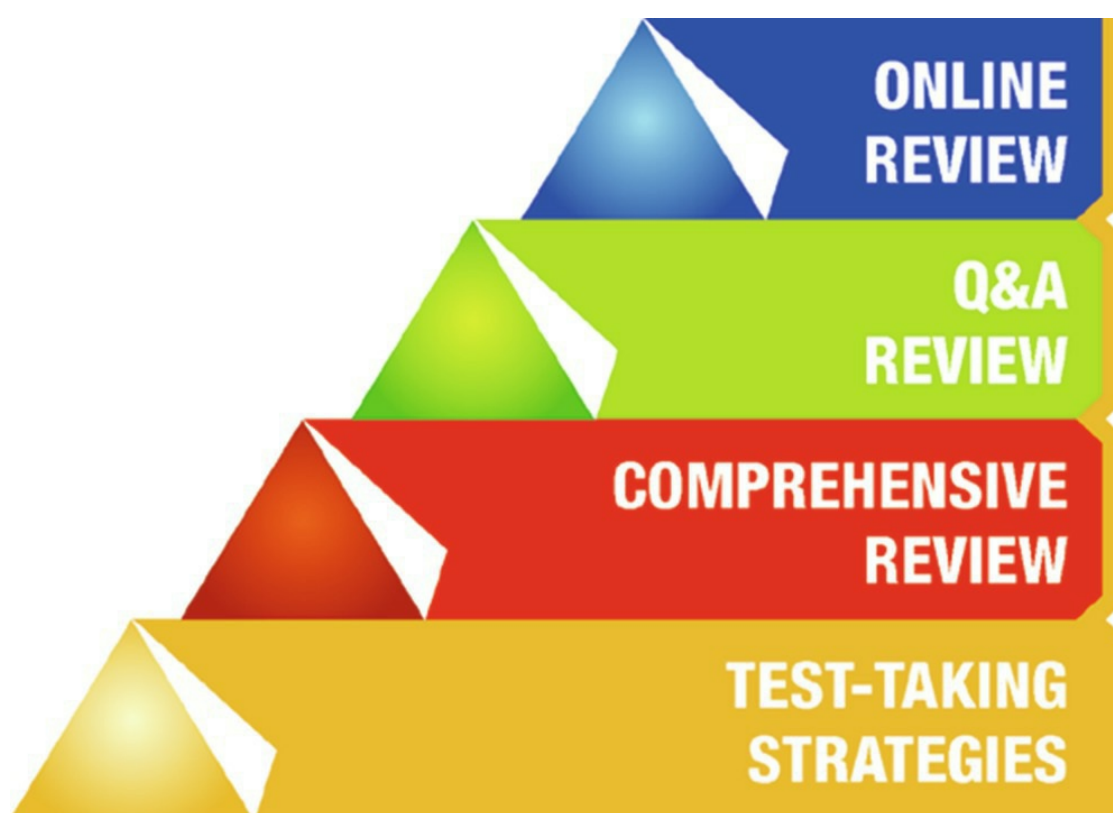 ONLINE
REVIEW
Q&A
REVIEW
COMPREHENSIVE
REVIEW
TEST-TAKING
STRATEGIES